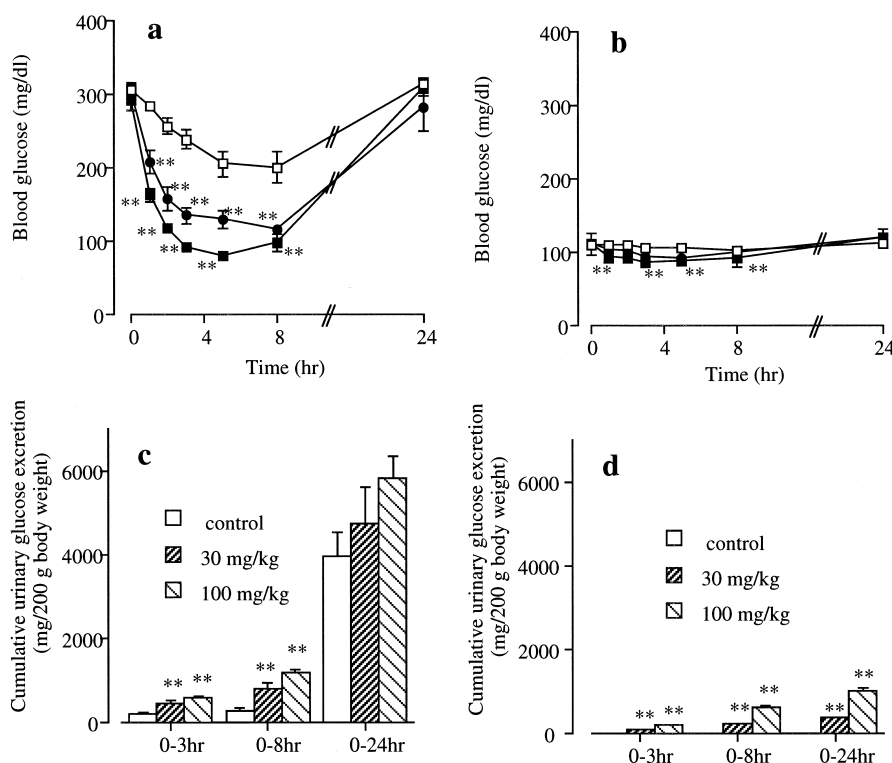 a
Blood glucose (mg/dl)
400
300
200
100
0
**
**
**
**
**
**
**
**
**
**
0
4
8
24
Time (hr)
b
Blood glucose (mg/dl)
400
300
200
100
0
**
**
**
**
0
4
8
24
Time (hr)
c
Cumulative urinary glucose excretion
(mg/200 g body weight)
6000
4000
2000
0
control
30 mg/kg
100 mg/kg
**
**
**
**
0-3hr
0-8hr
0-24hr
d
Cumulative urinary glucose excretion
(mg/200 g body weight)
6000
4000
2000
0
control
30 mg/kg
100 mg/kg
**
**
**
**
**
**
0-3hr
0-8hr
0-24hr